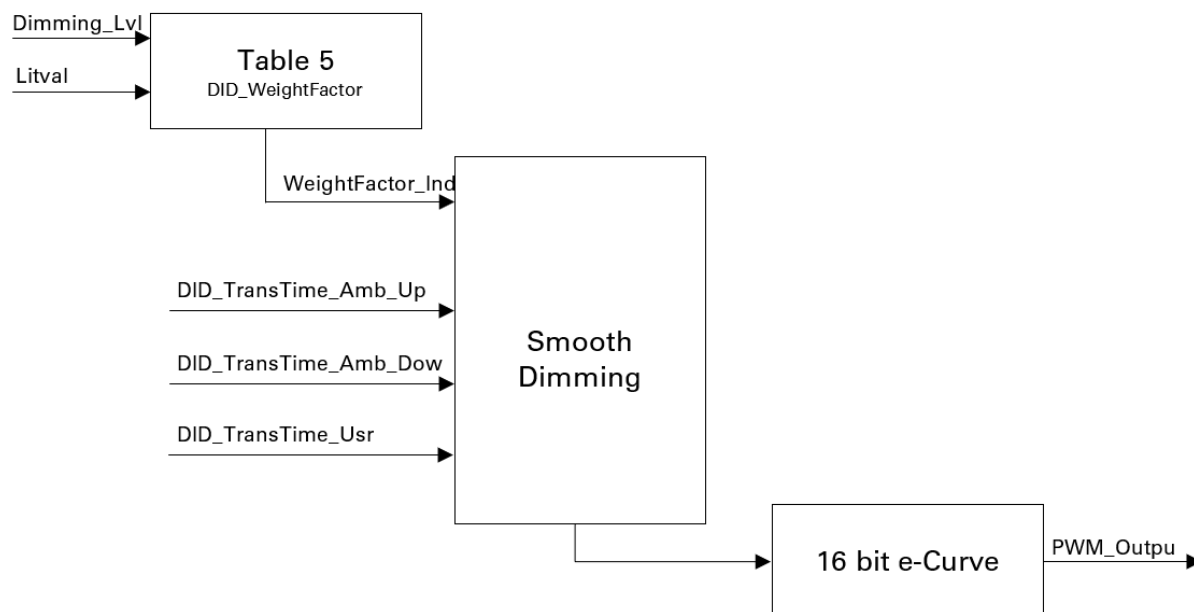 Dimming_Lvl
Litval
Table 5
DID_WeightFactor
WeightFactor_Ind
DID_TransTime_Amb_Up
DID_TransTime_Amb_Dow
DID_TransTime_Usr
Smooth
Dimming
16 bit e-Curve
PWM_Outpu